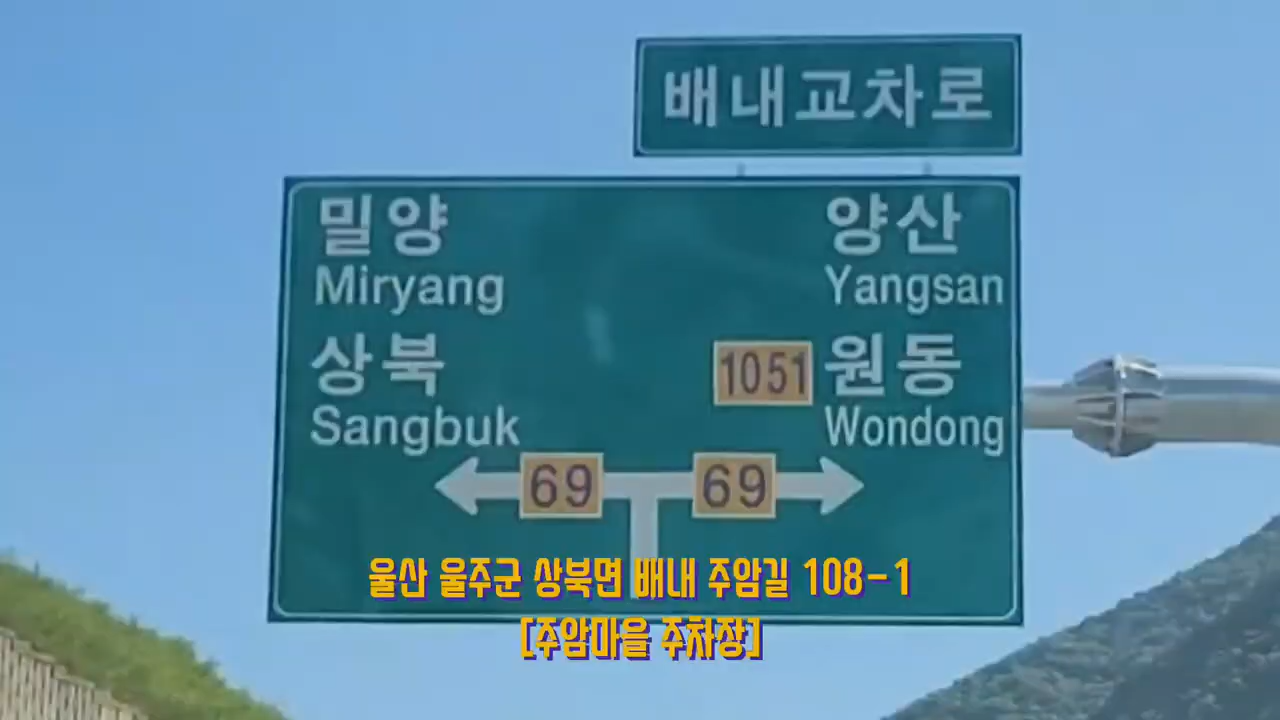 배내교차로
밀양
Miryang
양산
Yangsan
상북
Sangbuk
1051 원동
Wondong
69
69
울산 울주군 상북면 배내 주암길 108-1
[주암마을 주차장]